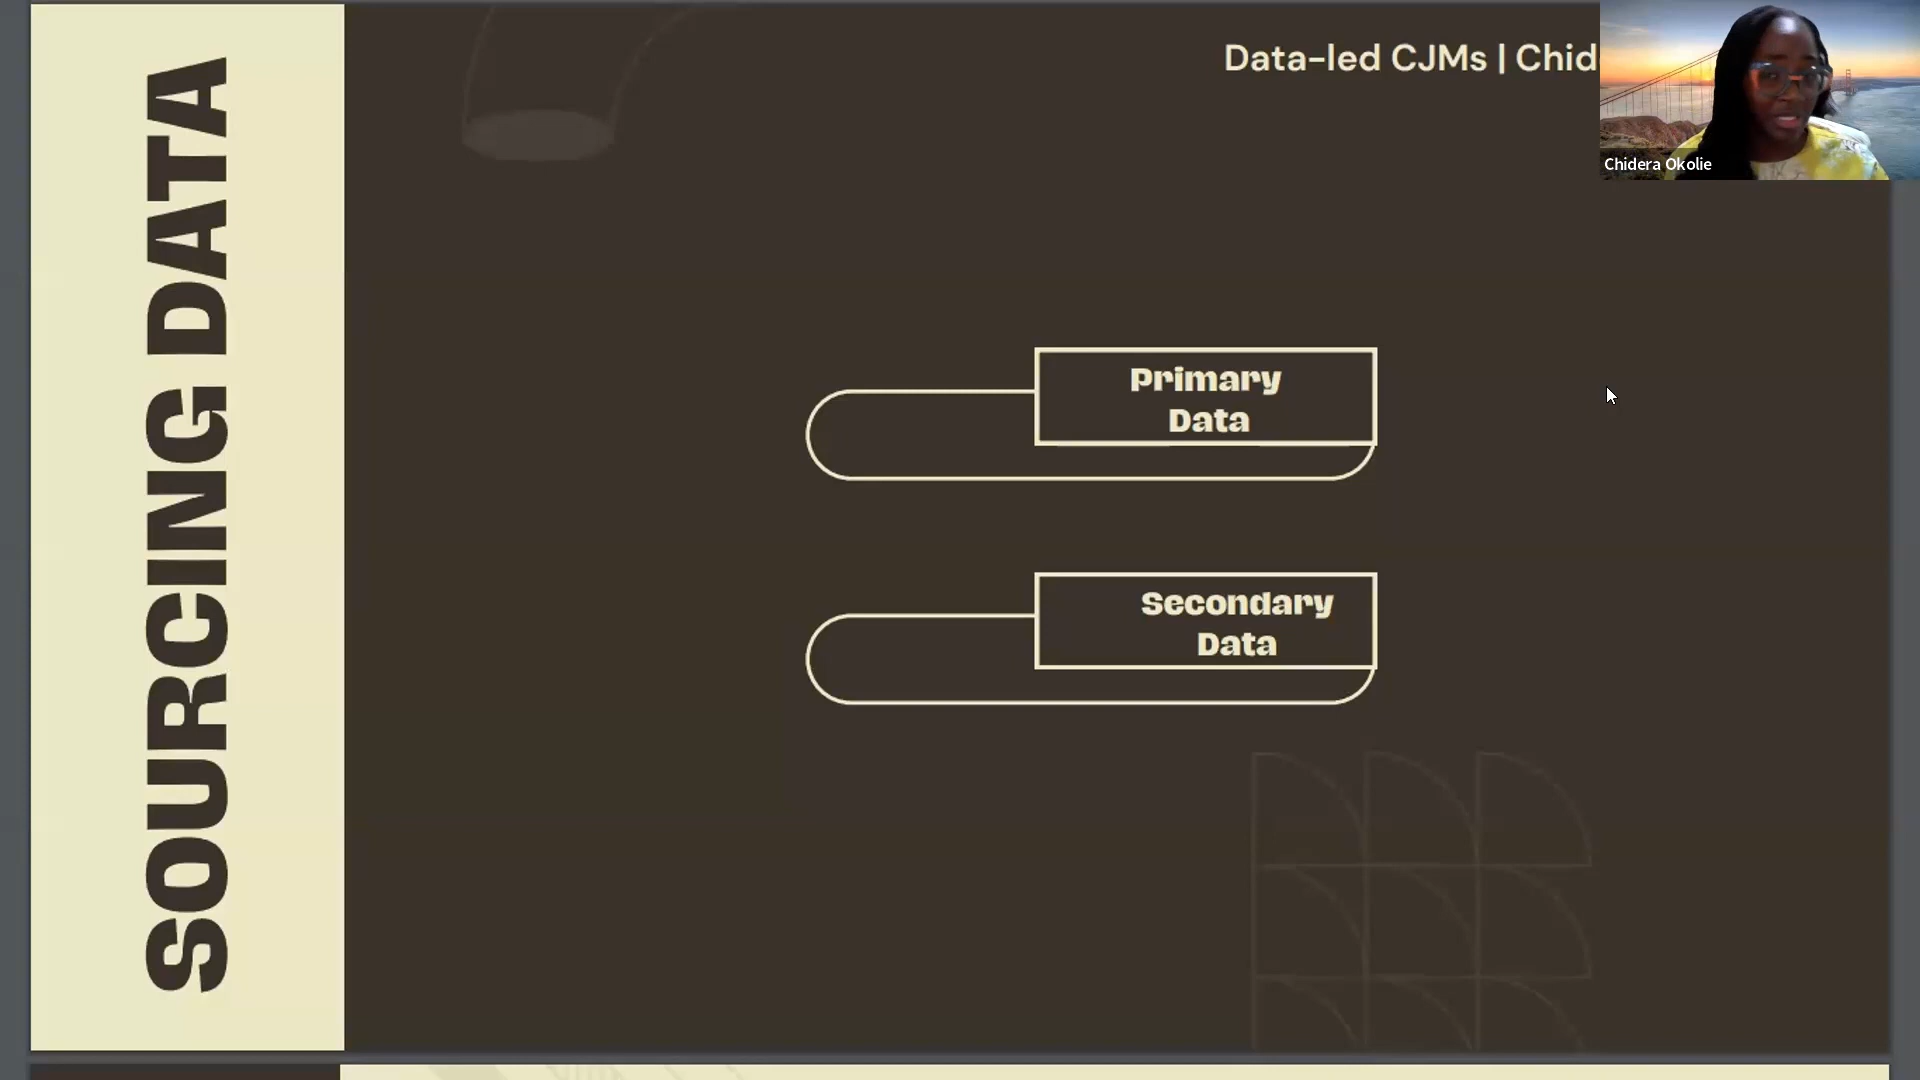 SOURCING DATA
Data-led CJMs | Chid
Chidera Okolie
Primary
Data
Secondary
Data